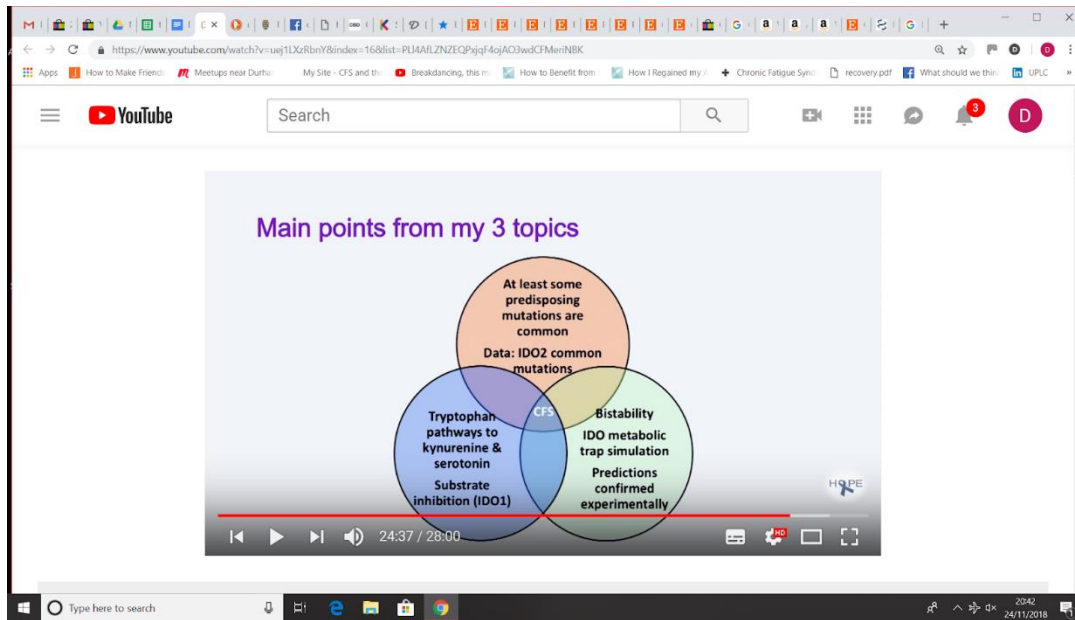 https://www.youtube.com/watch?v=uej1LXzRbnY&index=16&list=PLl4AfLZNZEQPxjqF4ojAO3wdCFMeriNBK
Apps How to Make Friend: Meetups near Durha: My Site - CFS and th Breakdancing, this m How to Benefit from How I Regained my Chronic Fatigue Synd recovery.pdf What should we thin UPLC »
YouTube
Search
3
D
Main points from my 3 topics
At least some
predisposing
mutations are
common
Data: IDO2 common
mutations
CFS
Tryptophan
pathways to
kynurenine &
serotonin
Substrate
inhibition (IDO1)
Bistability
IDO metabolic
trap simulation
Predictions
confirmed
experimentally
HOPE
24:37 / 28:00
HD
Type here to search
20:42
24/11/2018